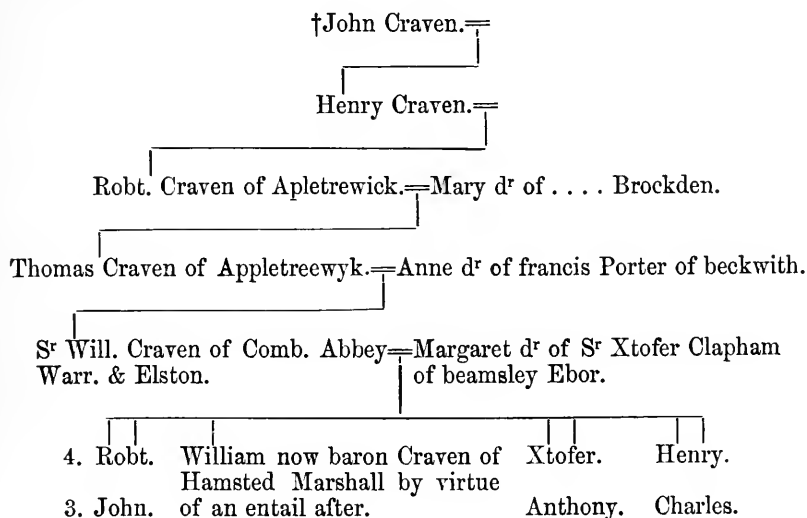 †John Craven.
Henry Craven.
Robt. Craven of Apletrewick.=Mary dʳ of . . . . Brockden.
Thomas Craven of Appletreewyk.=Anne dʳ of francis Porter of beckwith.
Sʳ Will. Craven of Comb. Abbey=Margaret dʳ of Sʳ Xtofer Clapham
Warr. & Elston. of beamsley Ebor.
4. Robt. William now baron Craven of Xtofer. Henry.
Hamsted Marshall by virtue
3. John. of an entail after. Anthony. Charles.